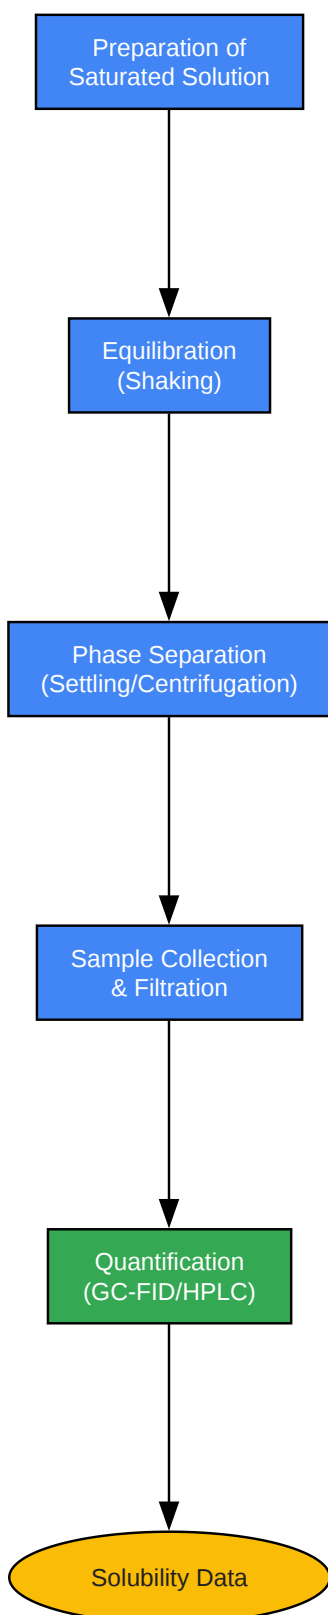 Preparation of
Saturated Solution
Equilibration
(Shaking)
Phase Separation
(Settling/Centrifugation)
Sample Collection
& Filtration
Quantification
(GC-FID/HPLC)
Solubility Data